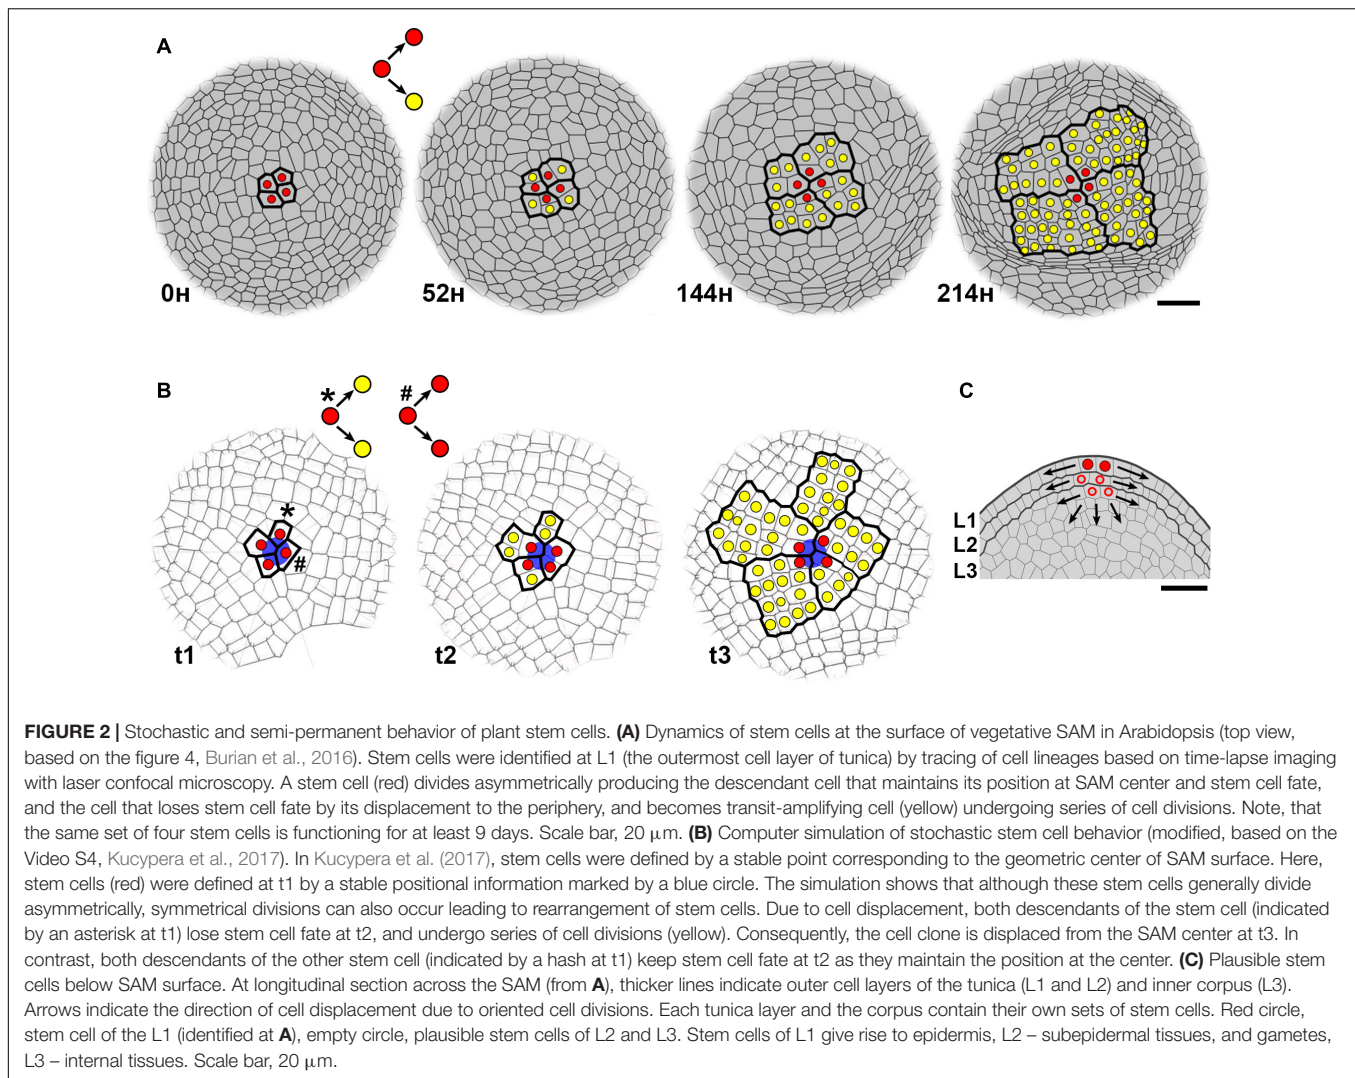 A
0H
52H
144H
214H
B
*
#
C
*
#
t1
t2
t3
L1
L2
L3
FIGURE 2 | Stochastic and semi-permanent behavior of plant stem cells. (A) Dynamics of stem cells at the surface of vegetative SAM in Arabidopsis (top view,
based on the figure 4, Burian et al., 2016). Stem cells were identified at L1 (the outermost cell layer of tunica) by tracing of cell lineages based on time-lapse imaging
with laser confocal microscopy. A stem cell (red) divides asymmetrically producing the descendant cell that maintains its position at SAM center and stem cell fate,
and the cell that loses stem cell fate by its displacement to the periphery, and becomes transit-amplifying cell (yellow) undergoing series of cell divisions. Note, that
the same set of four stem cells is functioning for at least 9 days. Scale bar, 20 μm. (B) Computer simulation of stochastic stem cell behavior (modified, based on the
Video S4, Kucypera et al., 2017). In Kucypera et al. (2017), stem cells were defined by a stable point corresponding to the geometric center of SAM surface. Here,
stem cells (red) were defined at t1 by a stable positional information marked by a blue circle. The simulation shows that although these stem cells generally divide
asymmetrically, symmetrical divisions can also occur leading to rearrangement of stem cells. Due to cell displacement, both descendants of the stem cell (indicated
by an asterisk at t1) lose stem cell fate at t2, and undergo series of cell divisions (yellow). Consequently, the cell clone is displaced from the SAM center at t3. In
contrast, both descendants of the other stem cell (indicated by a hash at t1) keep stem cell fate at t2 as they maintain the position at the center. (C) Plausible stem
cells below SAM surface. At longitudinal section across the SAM (from A), thicker lines indicate outer cell layers of the tunica (L1 and L2) and inner corpus (L3).
Arrows indicate the direction of cell displacement due to oriented cell divisions. Each tunica layer and the corpus contain their own sets of stem cells. Red circle,
stem cell of the L1 (identified at A), empty circle, plausible stem cells of L2 and L3. Stem cells of L1 give rise to epidermis, L2 – subepidermal tissues, and gametes,
L3 – internal tissues. Scale bar, 20 μm.